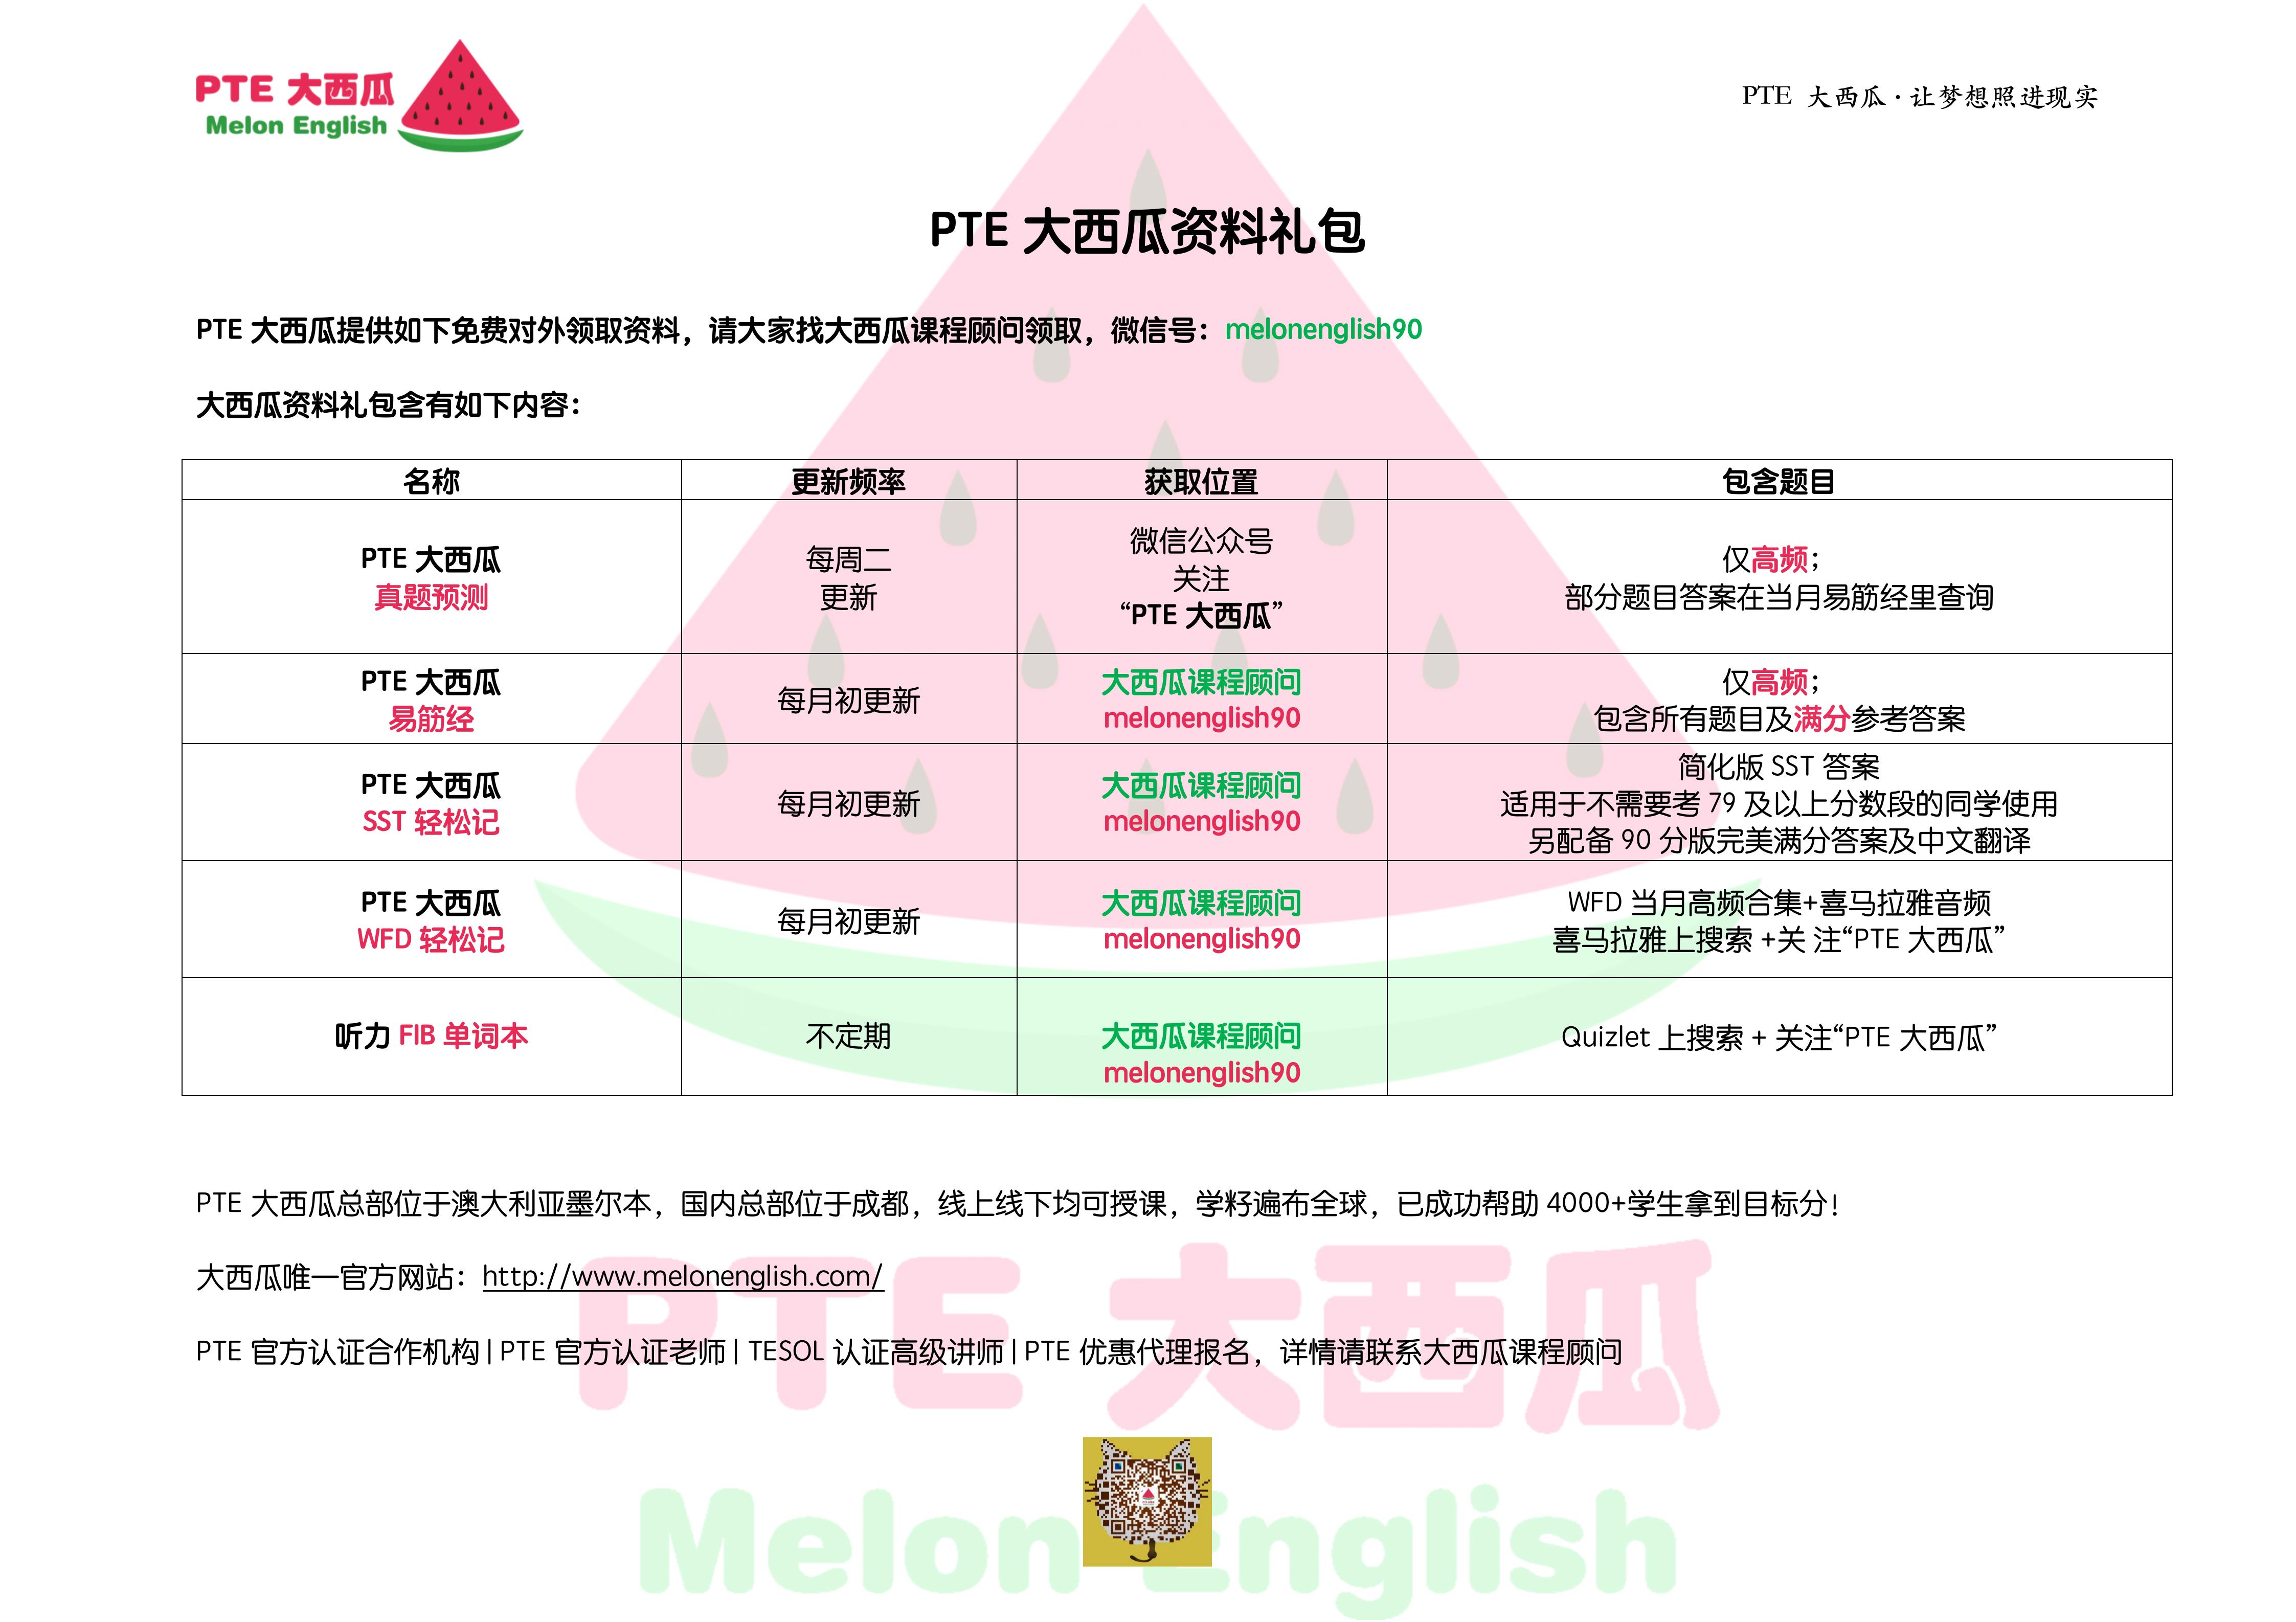 PTE 大西瓜
Melon English
PTE 大西瓜·让梦想照进现实
PTE 大西瓜资料礼包
PTE 大西瓜提供如下免费对外领取资料，请大家找大西瓜课程顾问领取，微信号：melonenglish90
大西瓜资料礼包含有如下内容：
名称 更新频率 获取位置 包含题目
PTE 大西瓜
真题预测
每周二
更新
微信公众号
关注
“PTE 大西瓜”
仅高频；
部分题目答案在当月易筋经里查询
PTE 大西瓜
易筋经
每月初更新
大西瓜课程顾问
melonenglish90
仅高频；
包含所有题目及满分参考答案
PTE 大西瓜
SST 轻松记
每月初更新
大西瓜课程顾问
melonenglish90
简化版 SST 答案
适用于不需要考 79 及以上分数段的同学使用
另配备 90 分版完美满分答案及中文翻译
PTE 大西瓜
WFD 轻松记
每月初更新
大西瓜课程顾问
melonenglish90
WFD 当月高频合集+喜马拉雅音频
喜马拉雅上搜索 +关 注“PTE 大西瓜”
听力 FIB 单词本
不定期
大西瓜课程顾问
melonenglish90
Quizlet 上搜索 + 关注“PTE 大西瓜”
PTE 大西瓜总部位于澳大利亚墨尔本，国内总部位于成都，线上线下均可授课，学籽遍布全球，已成功帮助 4000+学生拿到目标分！
大西瓜唯一官方网站：http://www.melonenglish.com/
PTE 官方认证合作机构 | PTE 官方认证老师 | TESOL 认证高级讲师 | PTE 优惠代理报名，详情请联系大西瓜课程顾问
PTE 大西瓜
Melon English